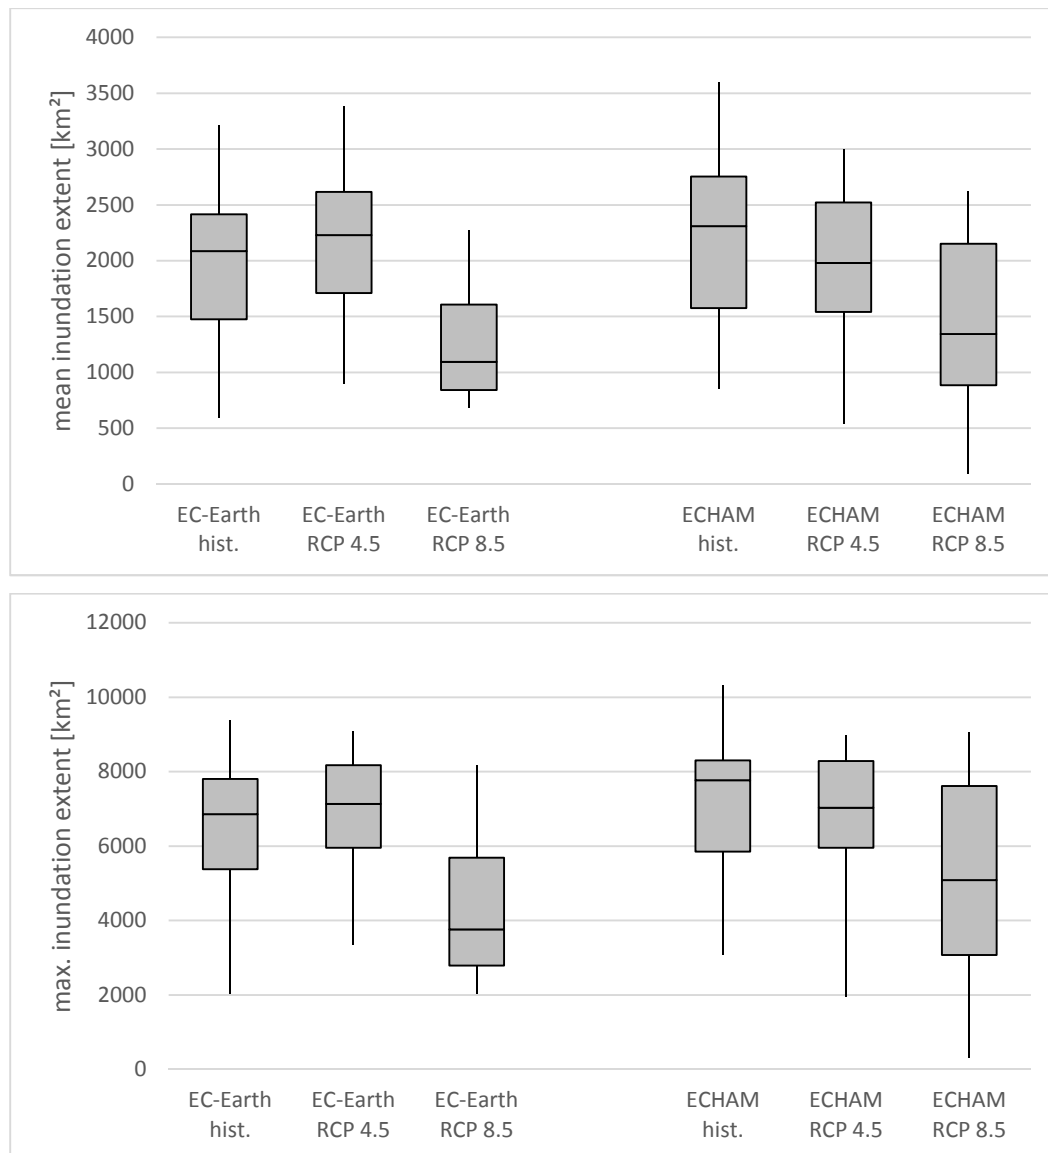 4000
3500
3000
2500
2000
1500
1000
500
0
mean inundation extent [km²]
EC-Earth hist.
EC-Earth RCP 4.5
EC-Earth RCP 8.5
ECHAM hist.
ECHAM RCP 4.5
ECHAM RCP 8.5
12000
10000
8000
6000
4000
2000
0
max. inundation extent [km²]
EC-Earth hist.
EC-Earth RCP 4.5
EC-Earth RCP 8.5
ECHAM hist.
ECHAM RCP 4.5
ECHAM RCP 8.5